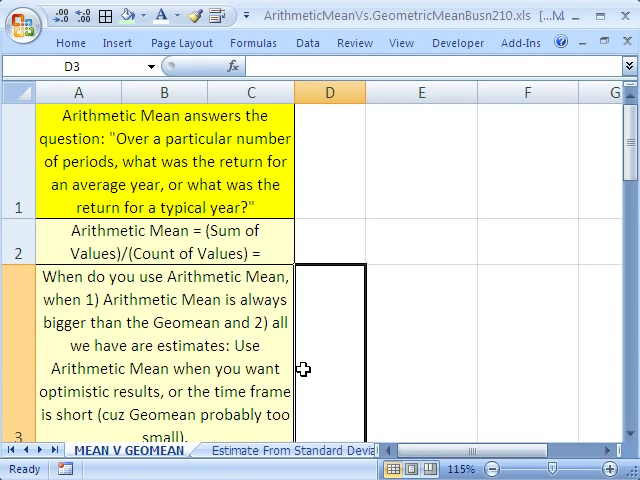 ArithmeticMeanVs.GeometricMeanBusn210.xls [...M...
Home Insert Page Layout Formulas Data Review View Developer Add-Ins
D3 fx
A B C D E F G
1
Arithmetic Mean answers the
question: "Over a particular number
of periods, what was the return for
an average year, or what was the
return for a typical year?"
2
Arithmetic Mean = (Sum of
Values)/(Count of Values) =
3
When do you use Arithmetic Mean,
when 1) Arithmetic Mean is always
bigger than the Geomean and 2) all
we have are estimates: Use
Arithmetic Mean when you want
optimistic results, or the time frame
is short (cuz Geomean probably too
small).
MEAN V GEOMEAN Estimate From Standard Devia
Ready 115%